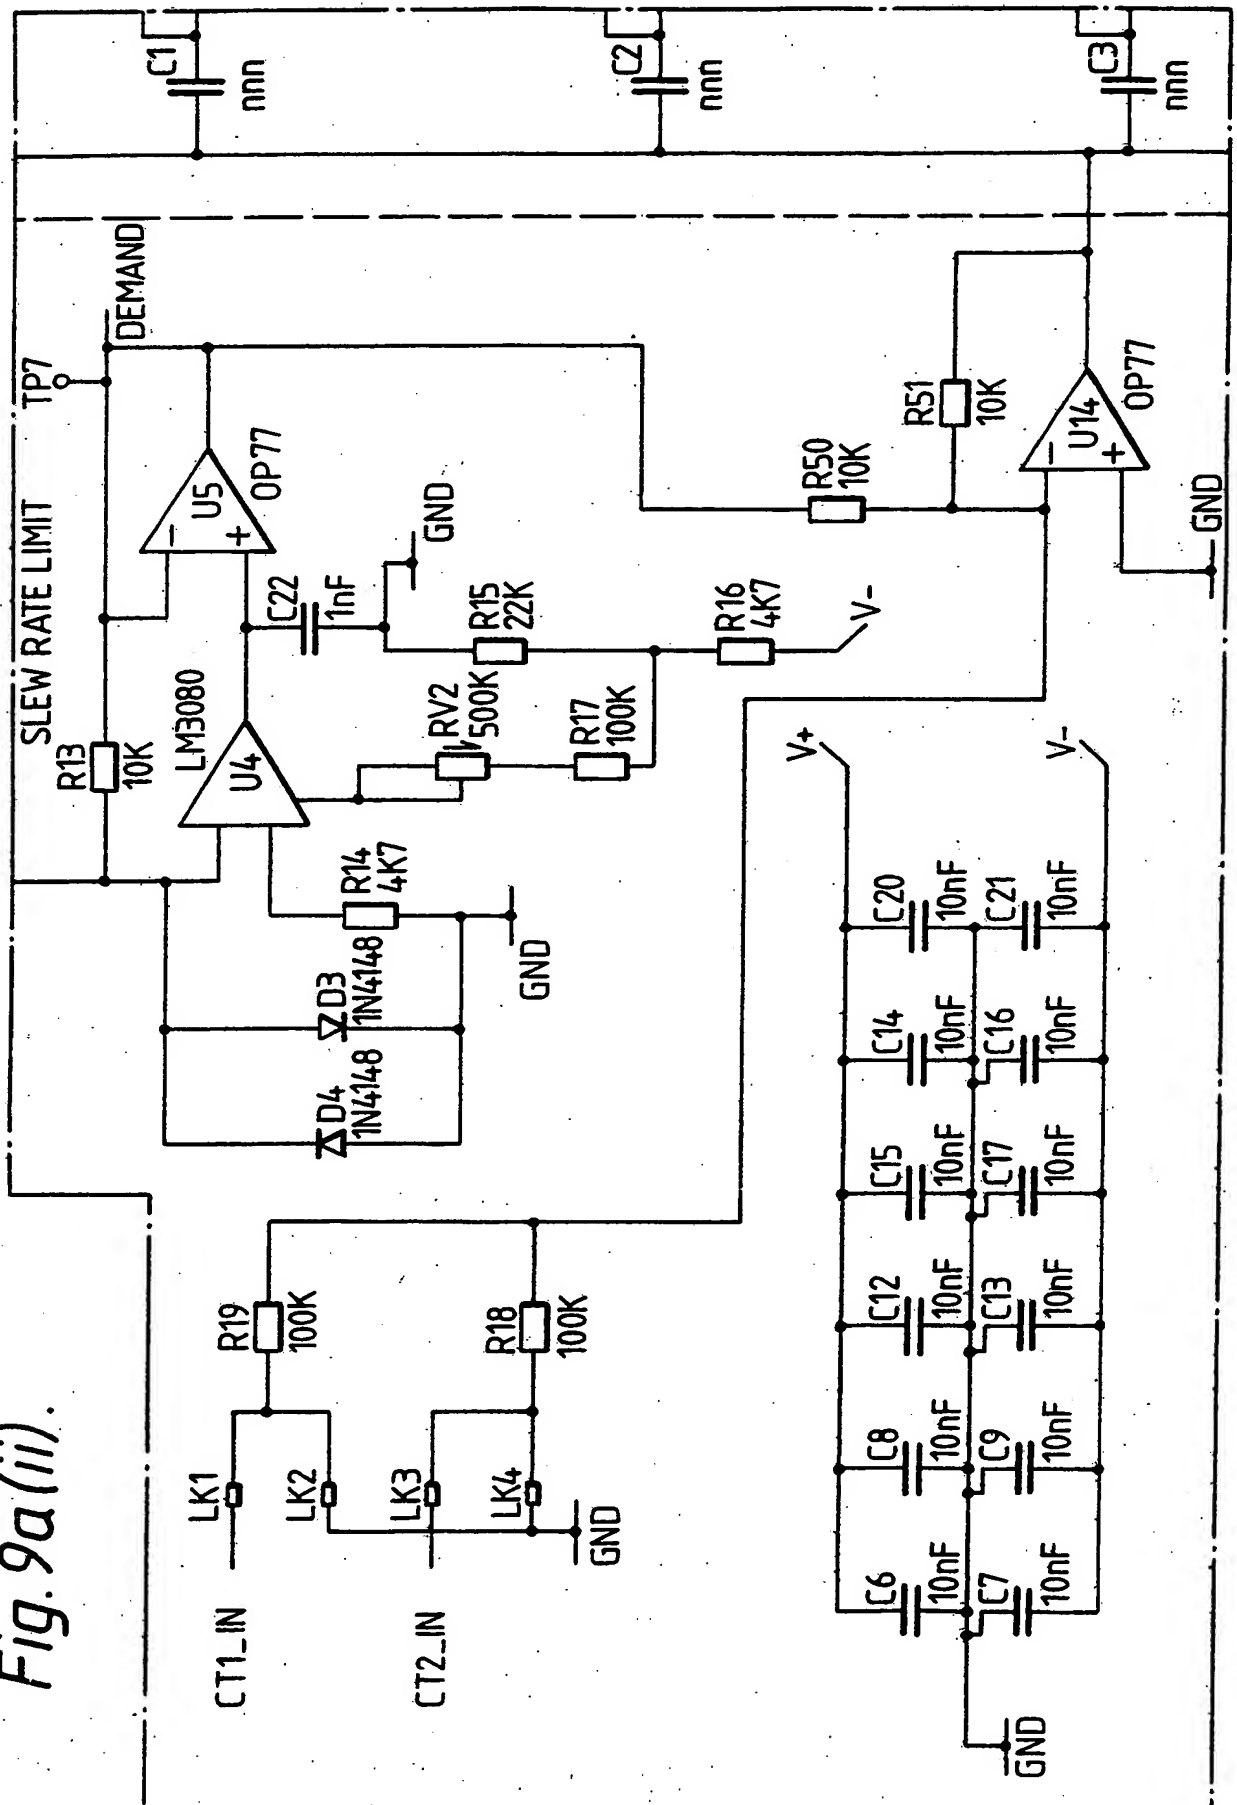 Fig. 9a(ii).
SLEW RATE LIMIT
TP7
DEMAND
R13
10K
LM3080
U4
U5
−
+
OP77
C22
1nF
GND
R14
4K7
D3
1N4148
D4
1N4148
GND
RV2
500K
R15
22K
R17
100K
R16
4K7
V-
R50
10K
R51
10K
U14
−
+
OP77
GND
C1
nnn
C2
nnn
C3
nnn
CT1_IN
LK1
LK2
R19
100K
CT2_IN
LK3
LK4
R18
100K
GND
V+
V-
C6
10nF
C7
10nF
C8
10nF
C9
10nF
C12
10nF
C13
10nF
C15
10nF
C17
10nF
C14
10nF
C16
10nF
C20
10nF
C21
10nF
GND